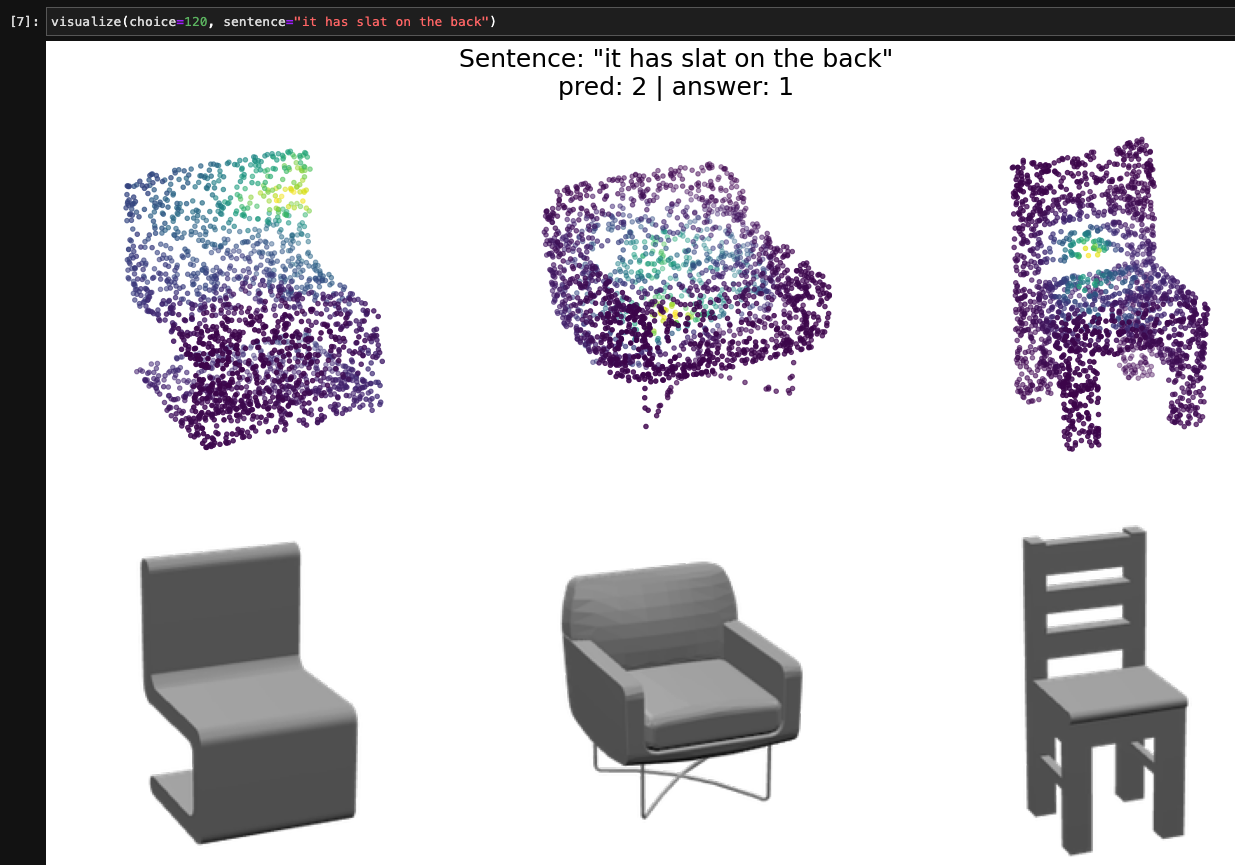 [7]: visualize(choice=120, sentence="it has slat on the back")
Sentence: "it has slat on the back"
pred: 2 | answer: 1